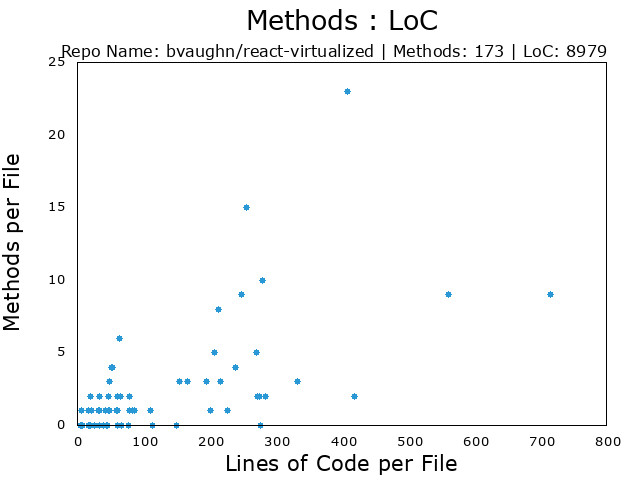 Methods : LoC
Repo Name: bvaughn/react-virtualized | Methods: 173 | LoC: 8979
25
20
15
10
5
0
Methods per File
0 100 200 300 400 500 600 700 800
Lines of Code per File